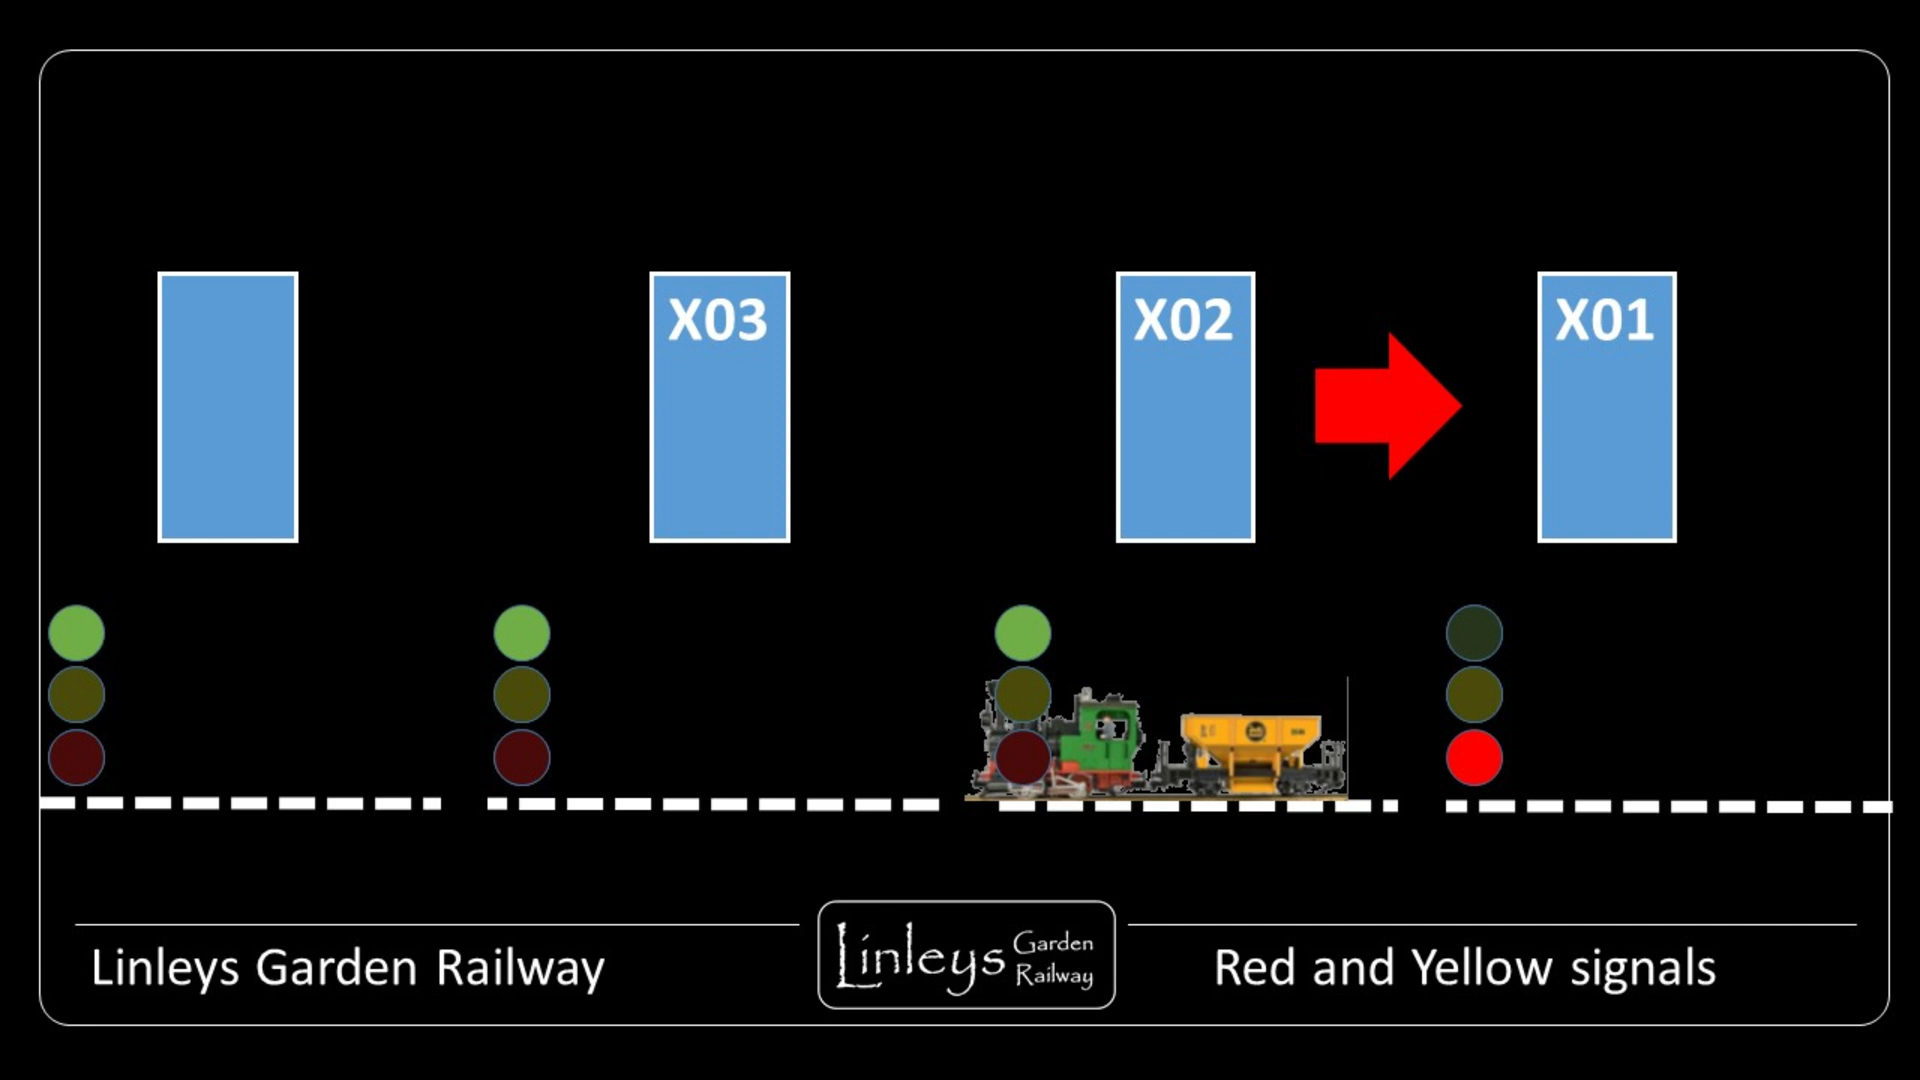 X03
X02
X01
Linleys Garden Railway
Linleys Garden
Railway
Red and Yellow signals